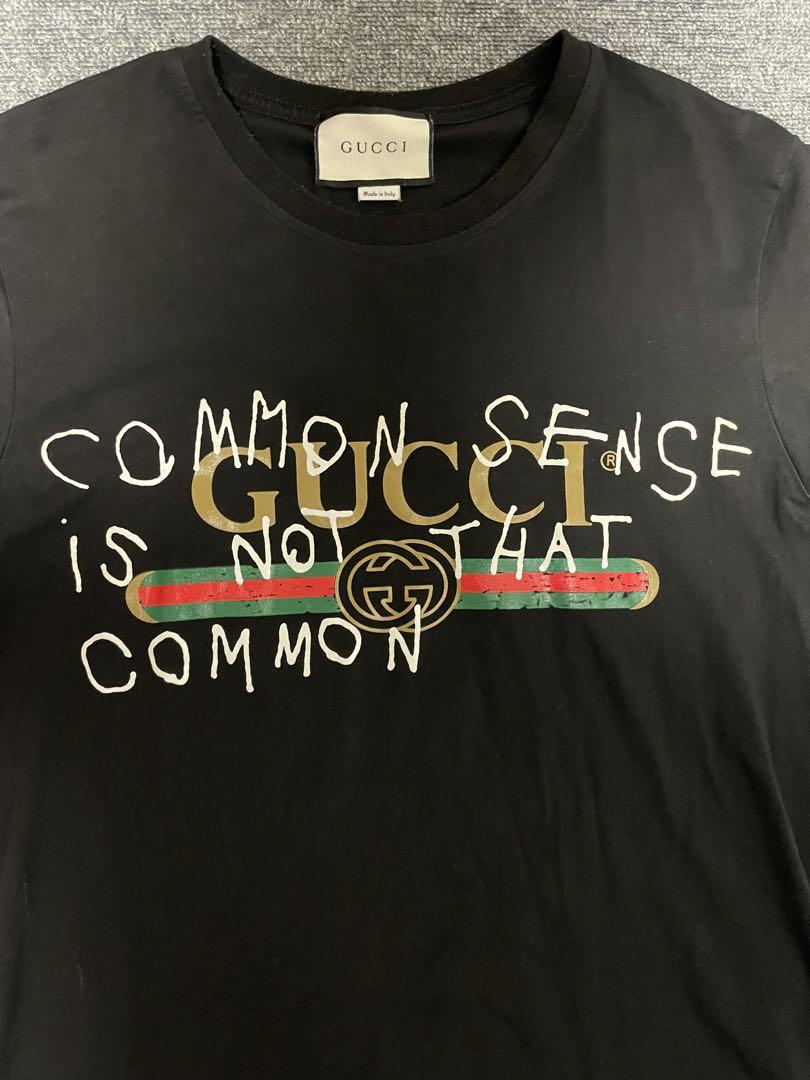 GUCCI
Made in Italy
COMMON SENSE
GUCCI®
iS NOT THAT
COMMON